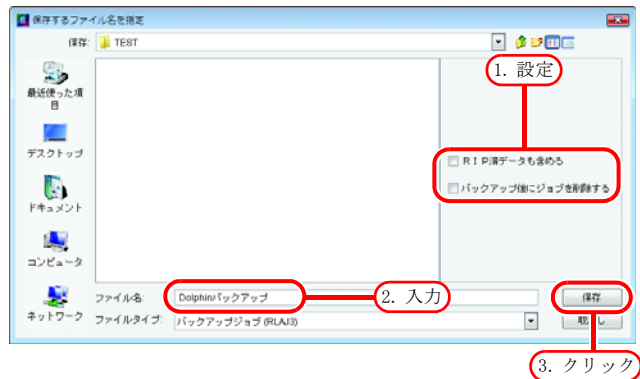 保存するファイル名を指定
保存: TEST
1. 設定
最近使った項目
デスクトップ
ドキュメント
コンピュータ
ネットワーク
RIP済データも含める
バックアップ後にジョブを削除する
ファイル名: Dolphinバックアップ
2. 入力
保存
ファイルタイプ: バックアップジョブ (RLAJ3)
取消し
3. クリック